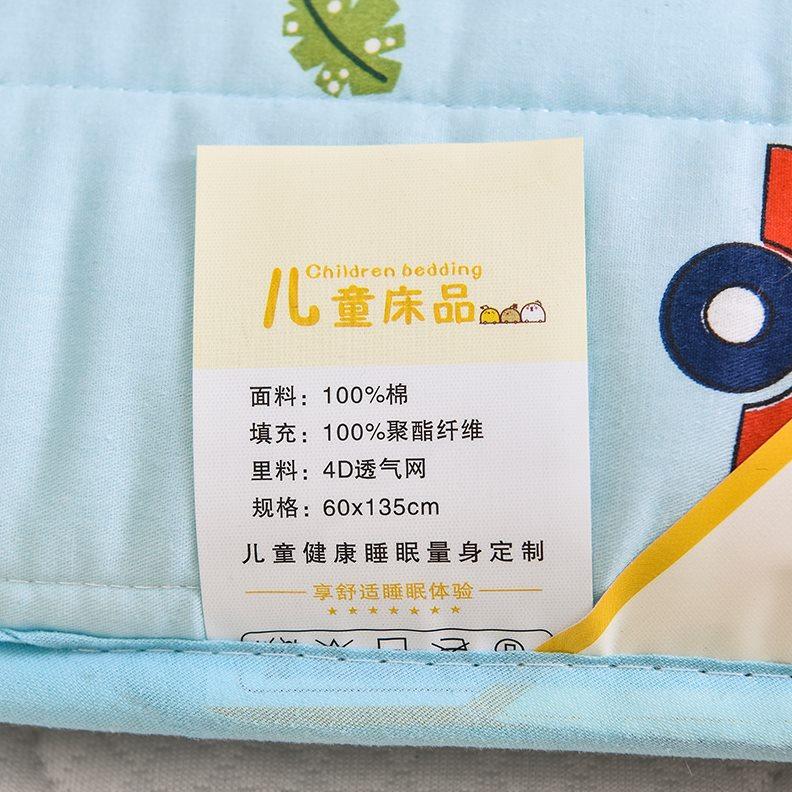 Children bedding
儿童床品
面料：100%棉
填充：100%聚酯纤维
里料：4D透气网
规格：60x135cm
儿童健康睡眠量身定制
享舒适睡眠体验